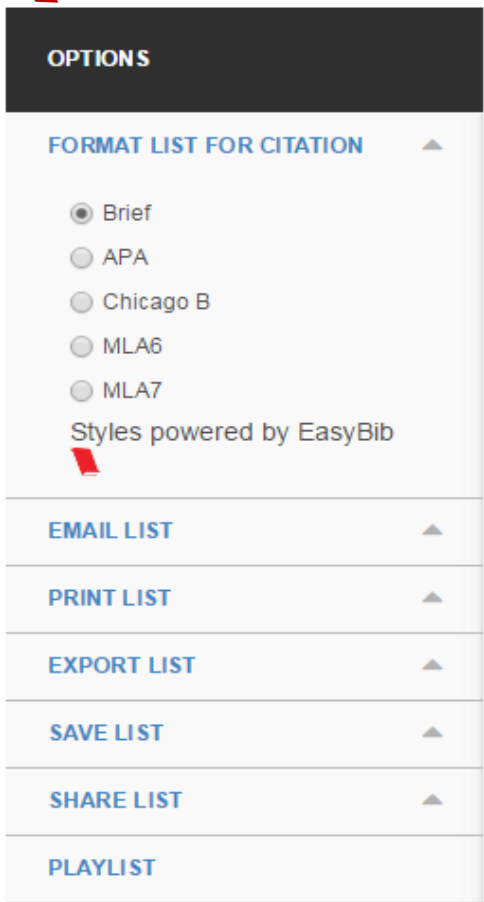 OPTIONS
FORMAT LIST FOR CITATION
Brief
APA
Chicago B
MLA6
MLA7
Styles powered by EasyBib
EMAIL LIST
PRINT LIST
EXPORT LIST
SAVE LIST
SHARE LIST
PLAYLIST